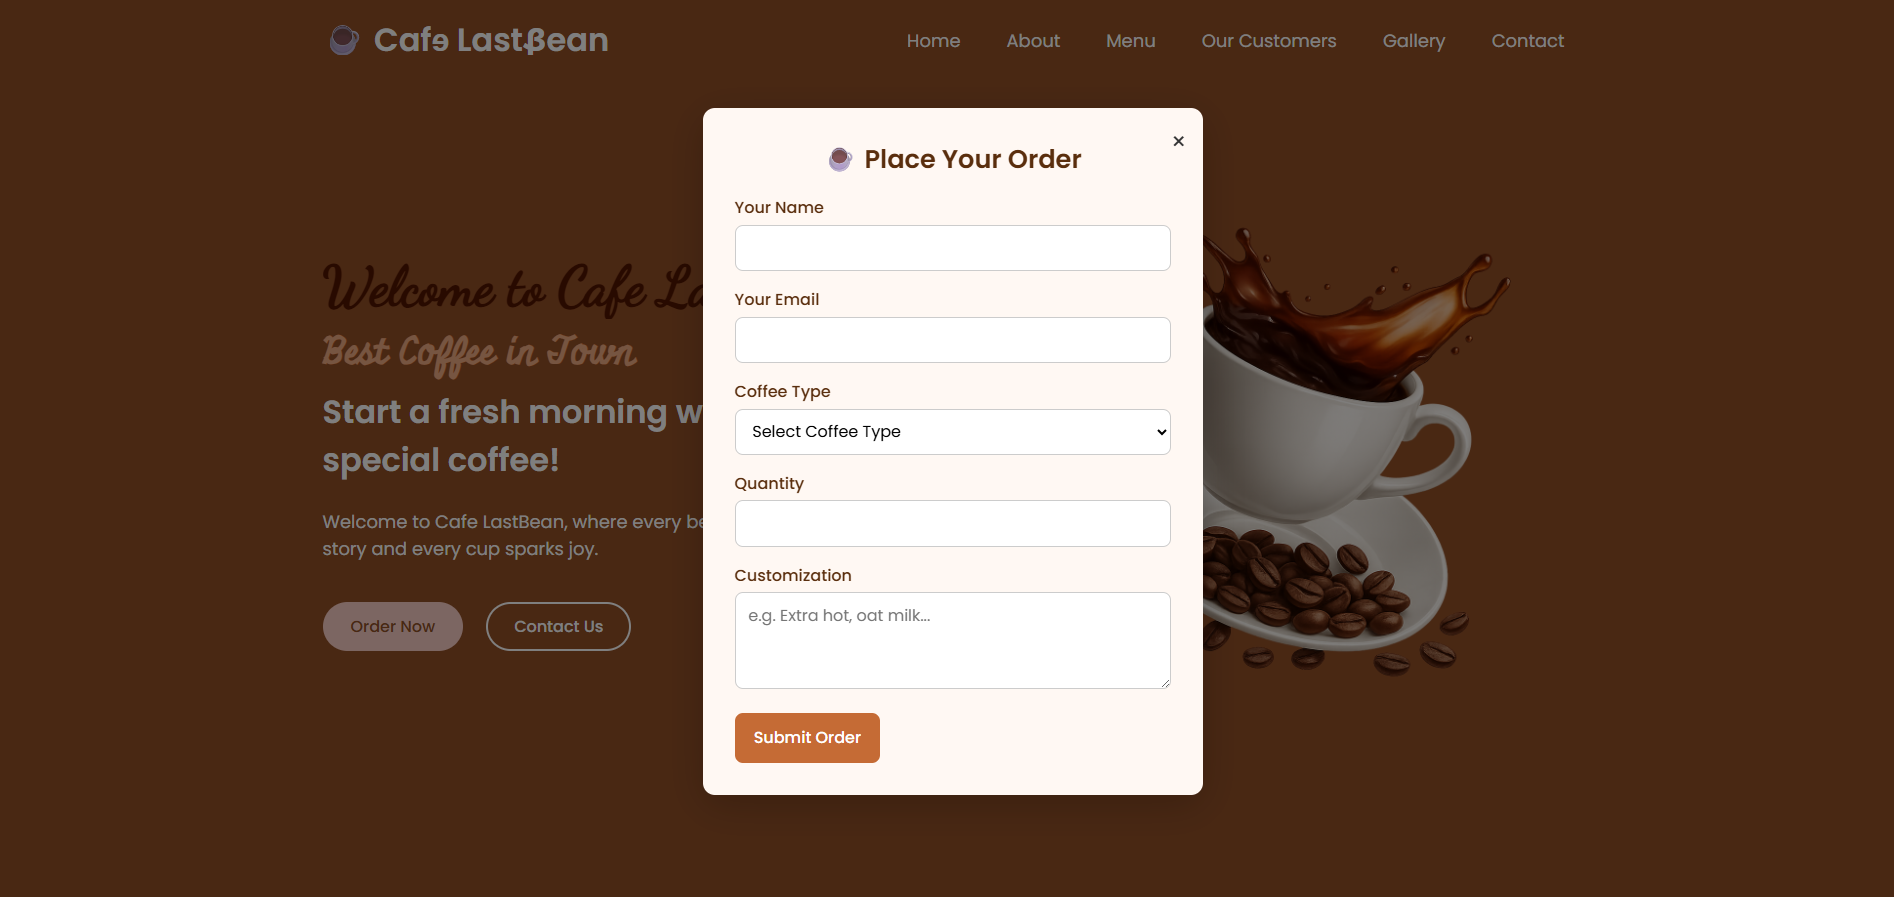 Cafɘ LastꞴean
Home About Menu Our Customers Gallery Contact
×
Place Your Order
Your Name
Your Email
Coffee Type
Select Coffee Type
Quantity
Customization
e.g. Extra hot, oat milk...
Submit Order
Welcome to Cafe La
Best Coffee in Town
Start a fresh morning w
special coffee!
Welcome to Cafe LastBean, where every be
story and every cup sparks joy.
Order Now Contact Us